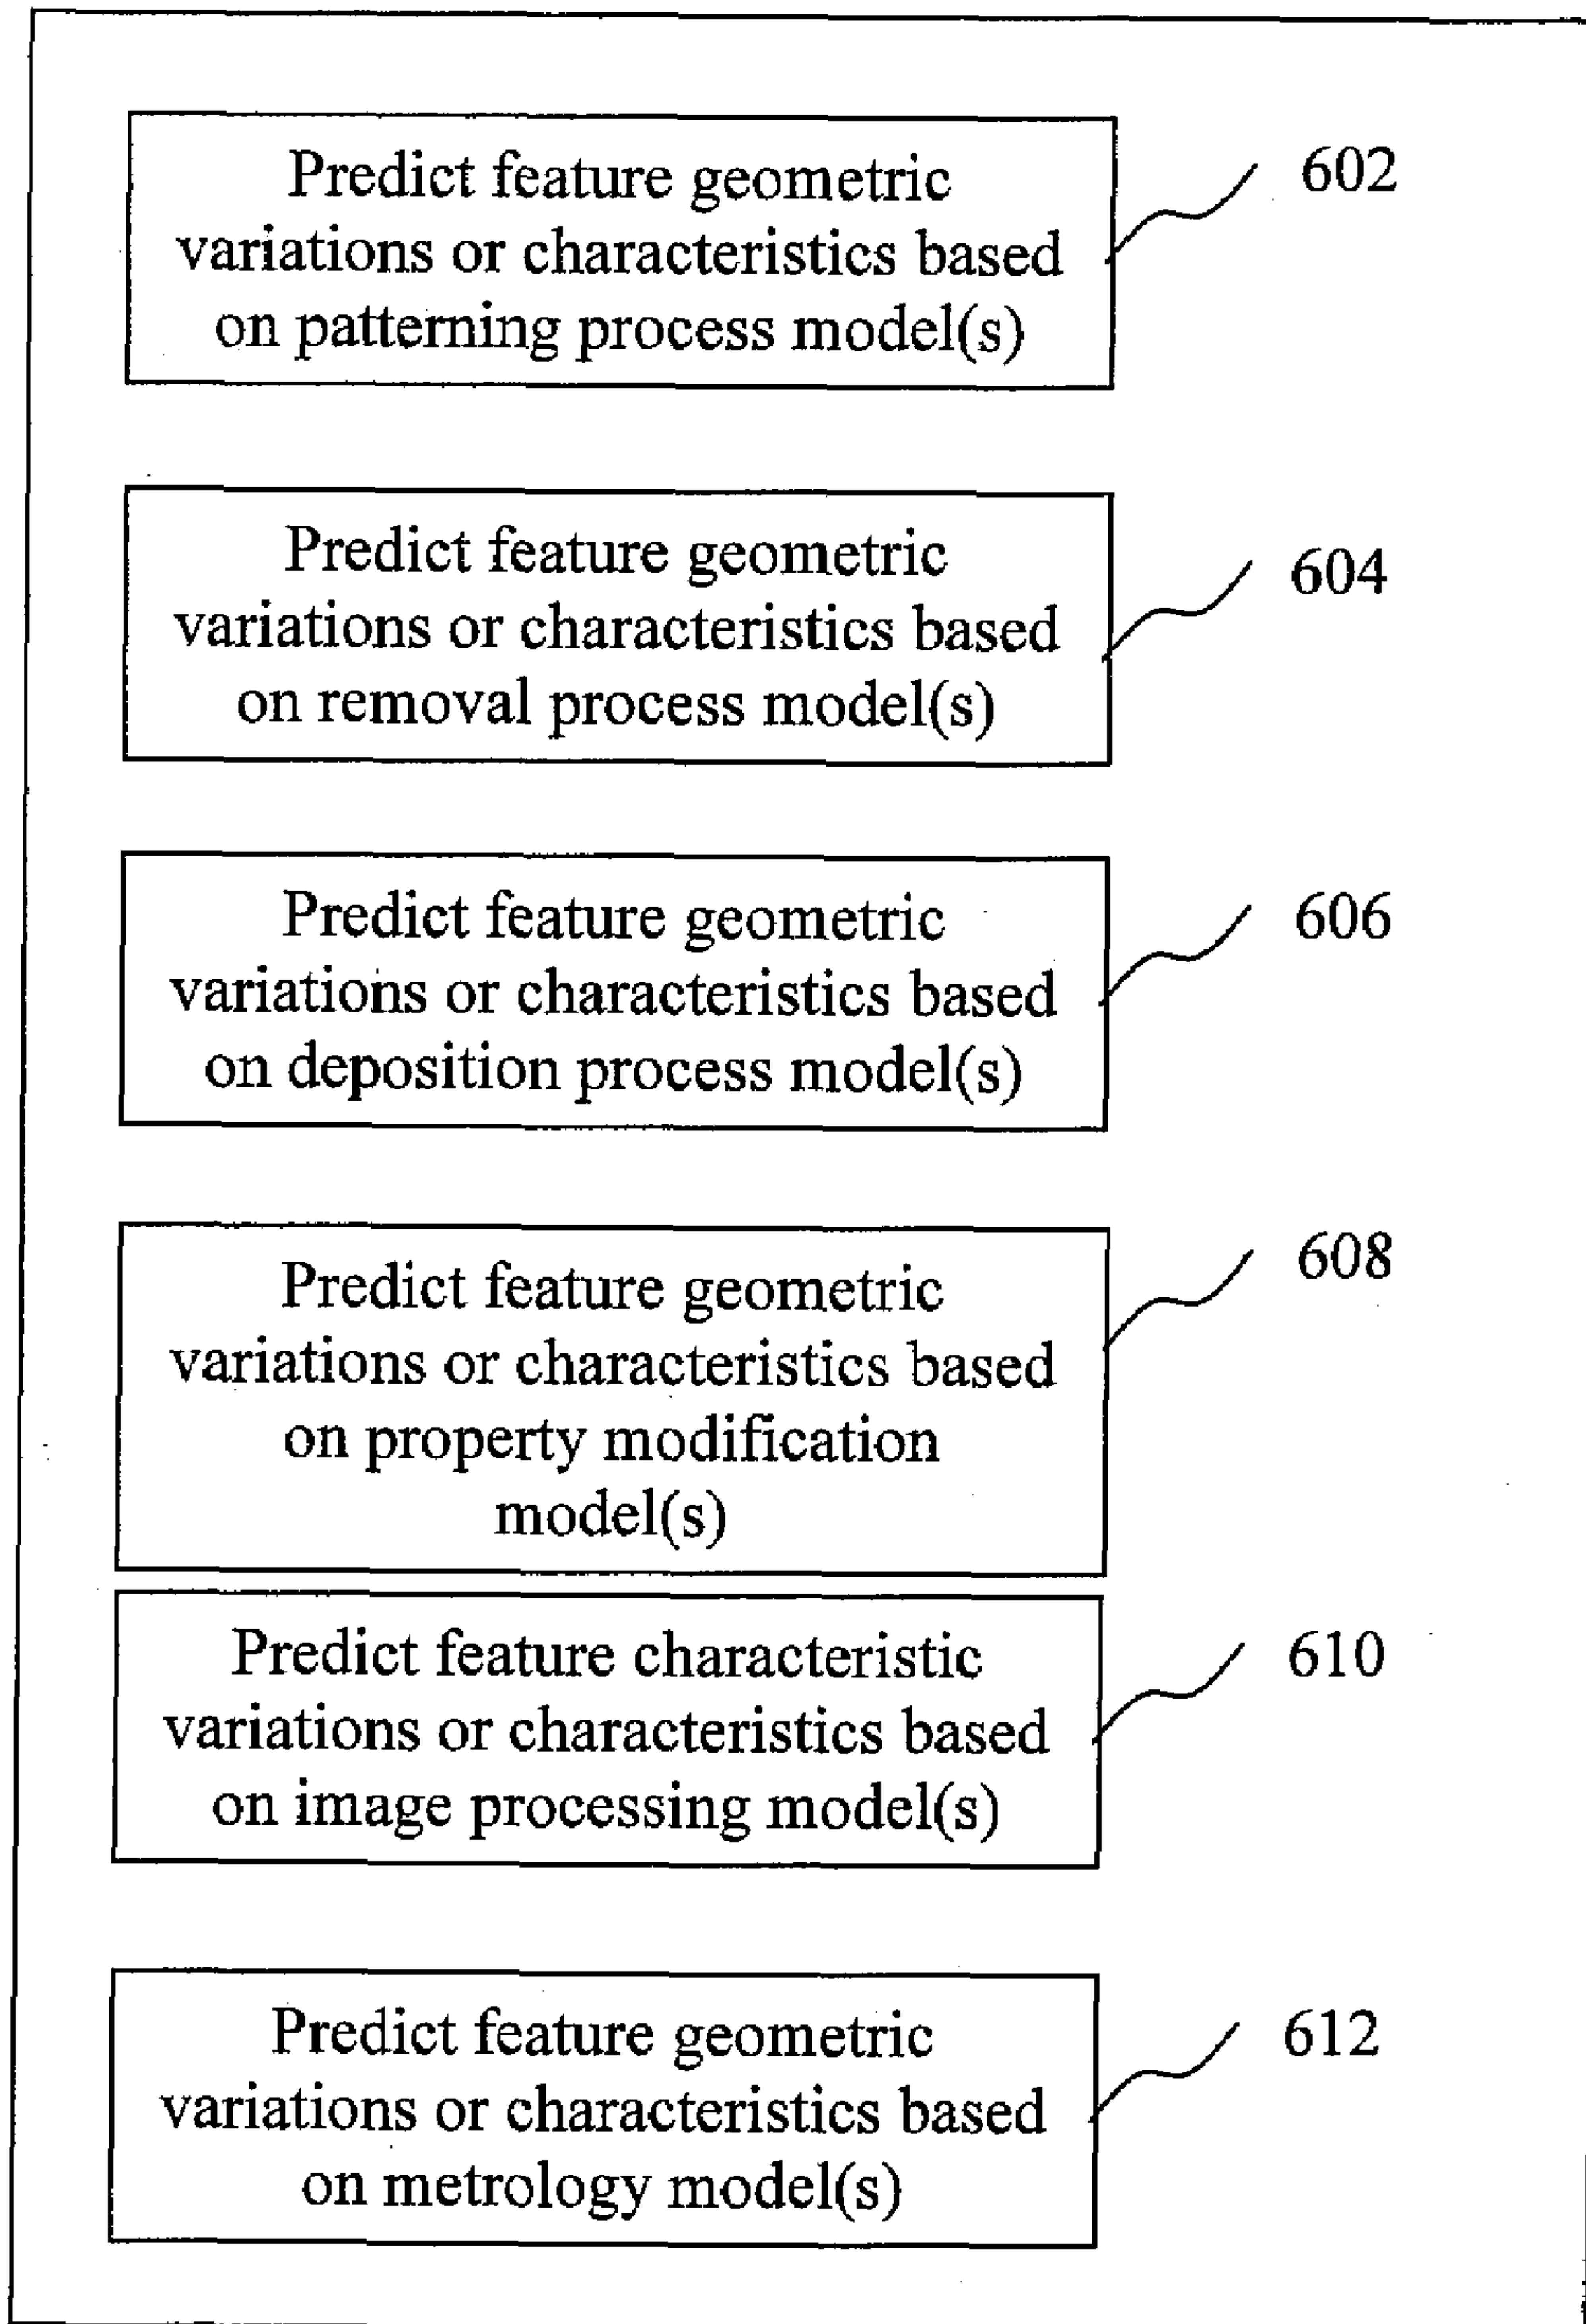 Predict feature geometric
variations or characteristics based
on patterning process model(s)
602
Predict feature geometric
variations or characteristics based
on removal process model(s)
604
Predict feature geometric
variations or characteristics based
on deposition process model(s)
606
Predict feature geometric
variations or characteristics based
on property modification
model(s)
608
Predict feature characteristic
variations or characteristics based
on image processing model(s)
610
Predict feature geometric
variations or characteristics based
on metrology model(s)
612